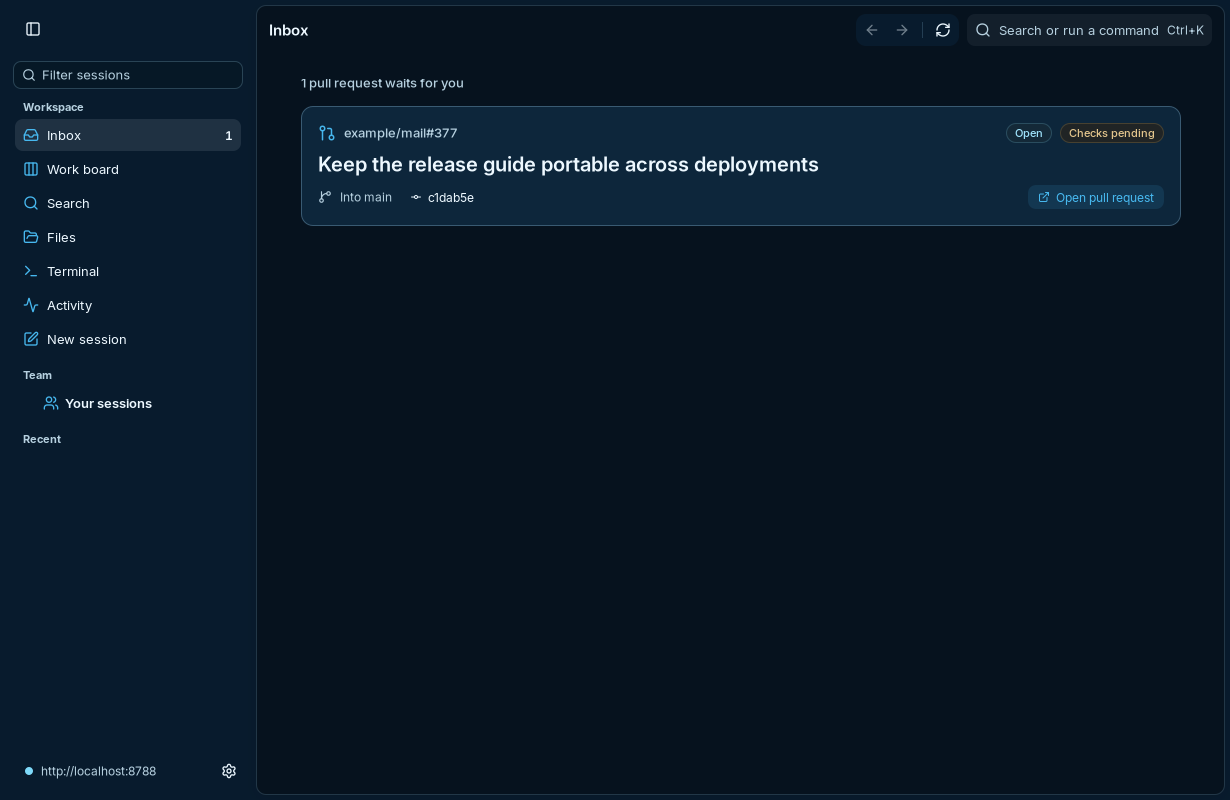 Inbox
Search or run a command Ctrl+K
Filter sessions
Workspace
Inbox 1
Work board
Search
Files
Terminal
Activity
New session
Team
Your sessions
Recent
http://localhost:8788
1 pull request waits for you
example/mail#377
Open
Checks pending
Keep the release guide portable across deployments
Into main
c1dab5e
Open pull request